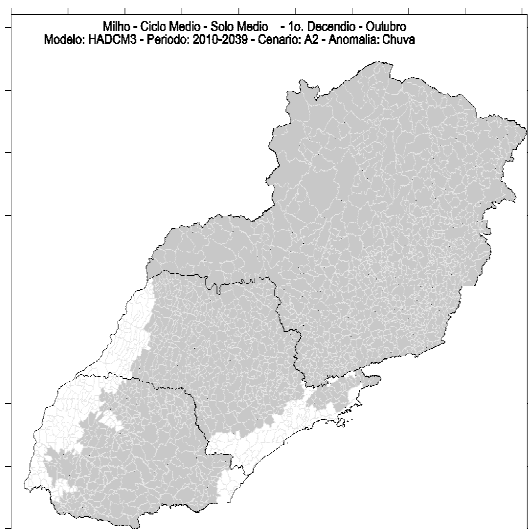 Milho - Ciclo Medio - Solo Medio - 1o. Decendio - Outubro
Modelo: HADCM3 - Periodo: 2010-2039 - Cenario: A2 - Anomalia: Chuva